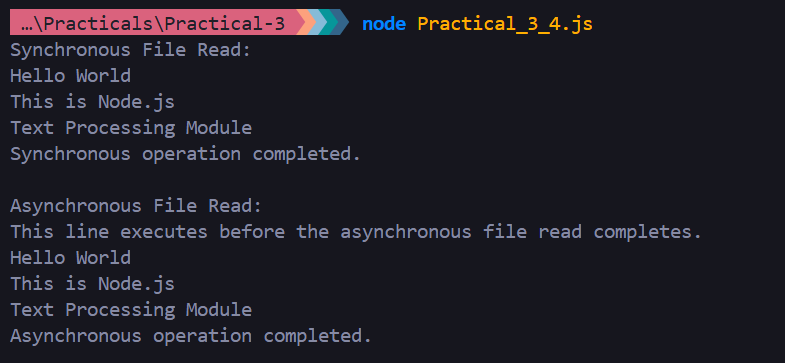 …\Practicals\Practical-3 node Practical_3_4.js
Synchronous File Read:
Hello World
This is Node.js
Text Processing Module
Synchronous operation completed.

Asynchronous File Read:
This line executes before the asynchronous file read completes.
Hello World
This is Node.js
Text Processing Module
Asynchronous operation completed.